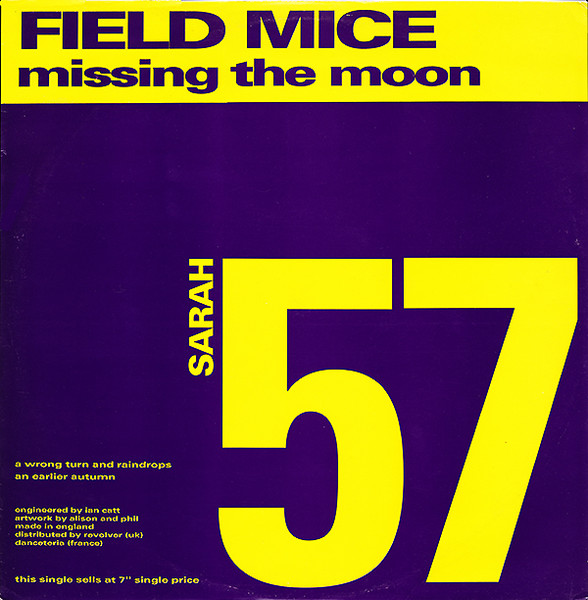 FIELD MICE
missing the moon
SARAH
57
a wrong turn and raindrops
an earlier autumn
engineered by ian catt
artwork by alison and phil
made in england
distributed by revolver (uk)
danceteria (france)
this single sells at 7" single price